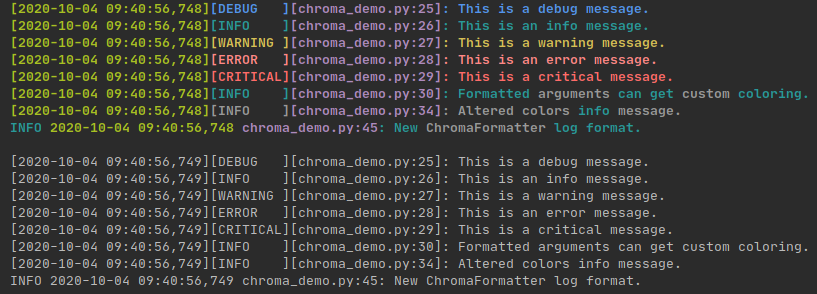 [2020-10-04 09:40:56,748][DEBUG   ][chroma_demo.py:25]: This is a debug message.
[2020-10-04 09:40:56,748][INFO    ][chroma_demo.py:26]: This is an info message.
[2020-10-04 09:40:56,748][WARNING ][chroma_demo.py:27]: This is a warning message.
[2020-10-04 09:40:56,748][ERROR   ][chroma_demo.py:28]: This is an error message.
[2020-10-04 09:40:56,748][CRITICAL][chroma_demo.py:29]: This is a critical message.
[2020-10-04 09:40:56,748][INFO    ][chroma_demo.py:30]: Formatted arguments can get custom coloring.
[2020-10-04 09:40:56,748][INFO    ][chroma_demo.py:34]: Altered colors info message.
INFO 2020-10-04 09:40:56,748 chroma_demo.py:45: New ChromaFormatter log format.
[2020-10-04 09:40:56,749][DEBUG   ][chroma_demo.py:25]: This is a debug message.
[2020-10-04 09:40:56,749][INFO    ][chroma_demo.py:26]: This is an info message.
[2020-10-04 09:40:56,749][WARNING ][chroma_demo.py:27]: This is a warning message.
[2020-10-04 09:40:56,749][ERROR   ][chroma_demo.py:28]: This is an error message.
[2020-10-04 09:40:56,749][CRITICAL][chroma_demo.py:29]: This is a critical message.
[2020-10-04 09:40:56,749][INFO    ][chroma_demo.py:30]: Formatted arguments can get custom coloring.
[2020-10-04 09:40:56,749][INFO    ][chroma_demo.py:34]: Altered colors info message.
INFO 2020-10-04 09:40:56,749 chroma_demo.py:45: New ChromaFormatter log format.